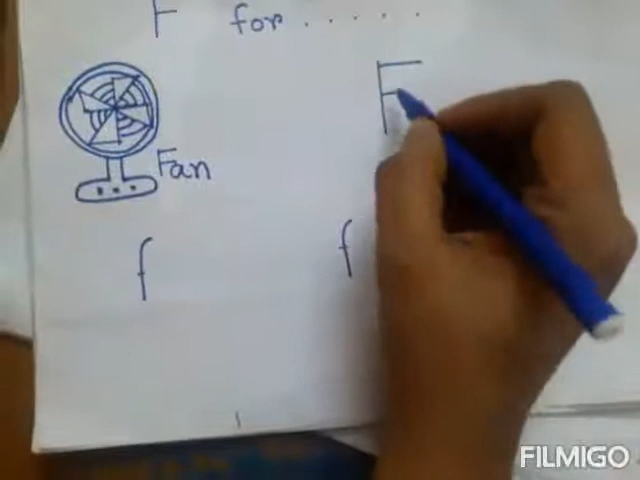 F for . . . . .
F
Fan
f f
FILMIGO